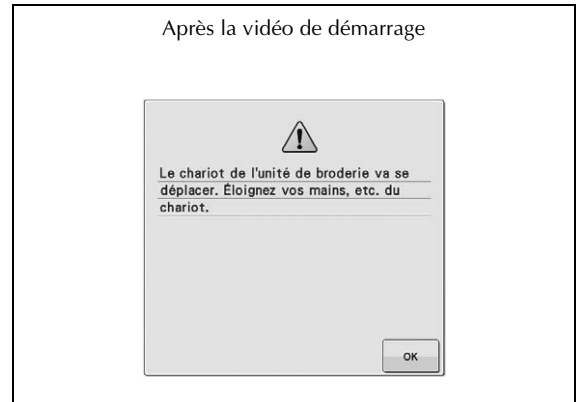 Après la vidéo de démarrage
Le chariot de l'unité de broderie va se
déplacer. Éloignez vos mains, etc. du
chariot.
OK